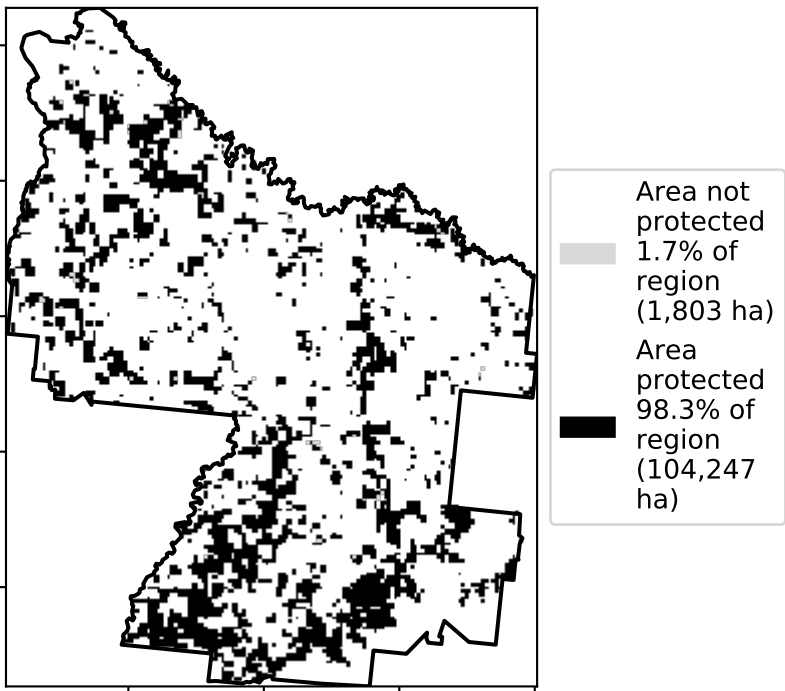 Area not
protected
1.7% of
region
(1,803 ha)
Area
protected
98.3% of
region
(104,247
ha)